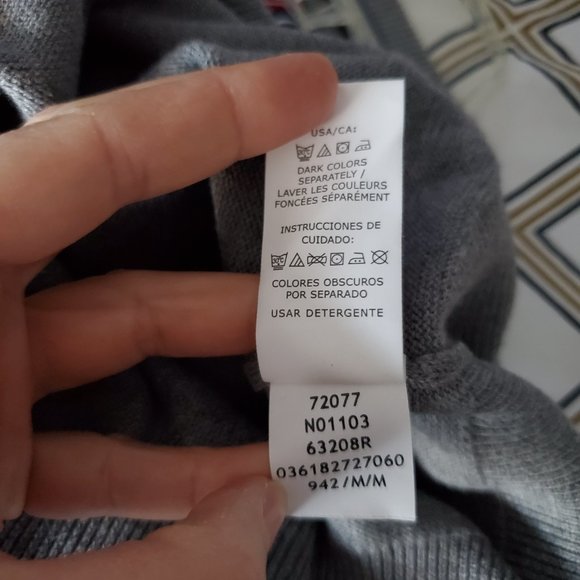 USA/CA:
DARK COLORS
SEPARATELY /
LAVER LES COULEURS
FONCÉES SÉPARÉMENT
INSTRUCCIONES DE
CUIDADO:
COLORES OBSCUROS
POR SEPARADO
USAR DETERGENTE
72077
N01103
63208R
036182727060
942/M/M